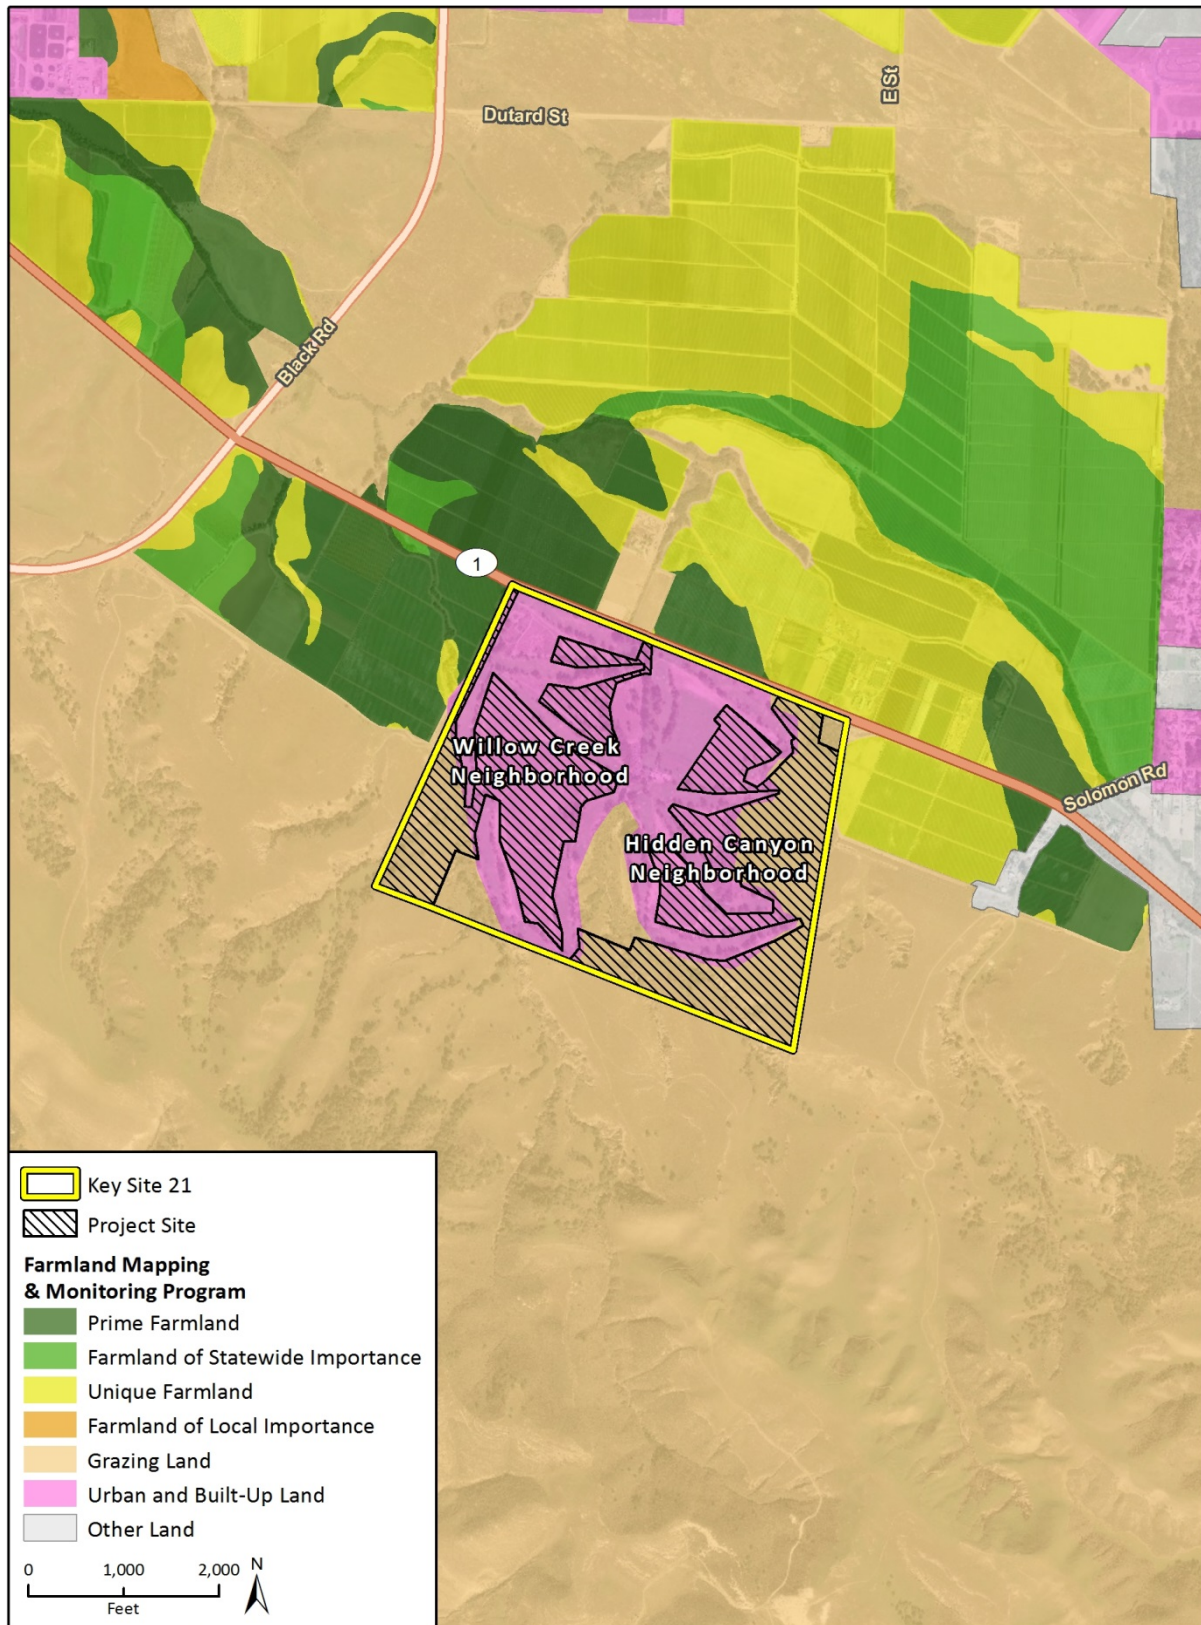 Dutard St
E St
Black Rd
1
Solomon Rd
Willow Creek
Neighborhood
Hidden Canyon
Neighborhood
Key Site 21
Project Site
Farmland Mapping
& Monitoring Program
Prime Farmland
Farmland of Statewide Importance
Unique Farmland
Farmland of Local Importance
Grazing Land
Urban and Built-Up Land
Other Land
0 1,000 2,000 N
Feet